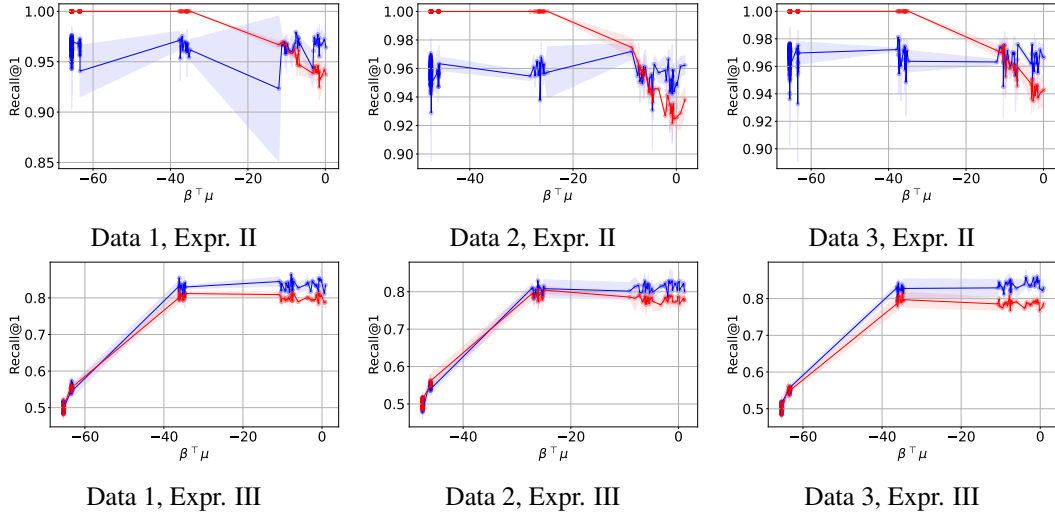 1.00
0.95
0.90
0.85
Recall@1
−60
−40
−20
0
β⊤μ
Data 1, Expr. II
1.00
0.98
0.96
0.94
0.92
0.90
Recall@1
−40
−20
0
β⊤μ
Data 2, Expr. II
1.00
0.98
0.96
0.94
0.92
0.90
Recall@1
−60
−40
−20
0
β⊤μ
Data 3, Expr. II
0.8
0.7
0.6
0.5
Recall@1
−60
−40
−20
0
β⊤μ
Data 1, Expr. III
0.8
0.7
0.6
0.5
Recall@1
−40
−20
0
β⊤μ
Data 2, Expr. III
0.8
0.7
0.6
0.5
Recall@1
−60
−40
−20
0
β⊤μ
Data 3, Expr. III